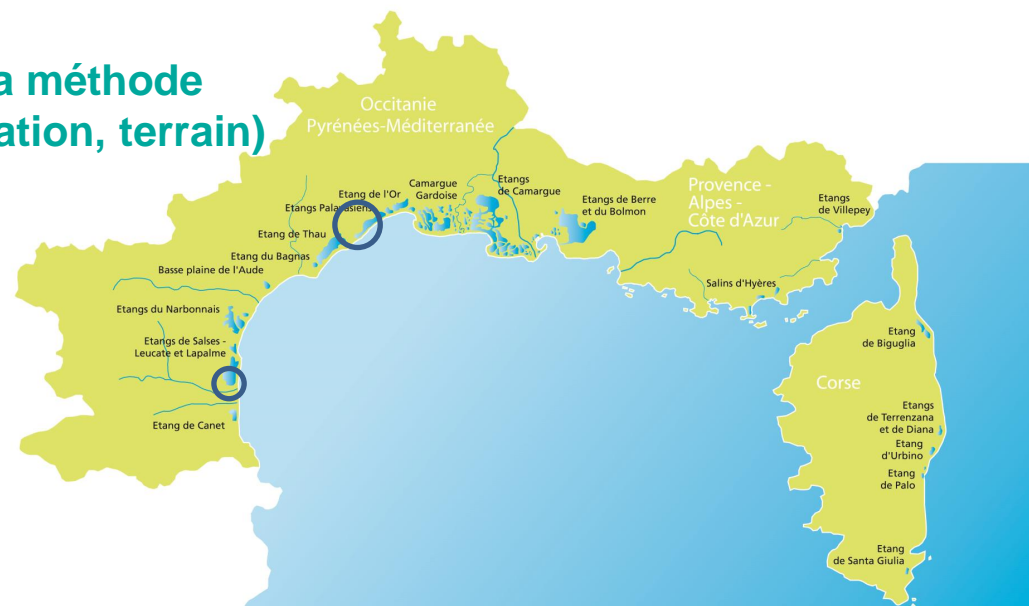 a méthode
ation, terrain)
Occitanie
Pyrénées-Méditerranée
Camargue
Gardoise
Etangs
de Camargue
Etang de l'Or
Etangs Palavasiens
Etang de Thau
Etang du Bagnas
Basse plaine de l'Aude
Etangs du Narbonnais
Etangs de Salses -
Leucate et Lapalme
Etang de Canet
Etangs de Berre
et du Bolmon
Provence -
Alpes -
Côte d'Azur
Etangs
de Villepey
Salins d'Hyères
Etang
de Biguglia
Corse
Etangs
de Terrenzana
et de Diana
Etang
d'Urbino
Etang
de Palo
Etang
de Santa Giulia